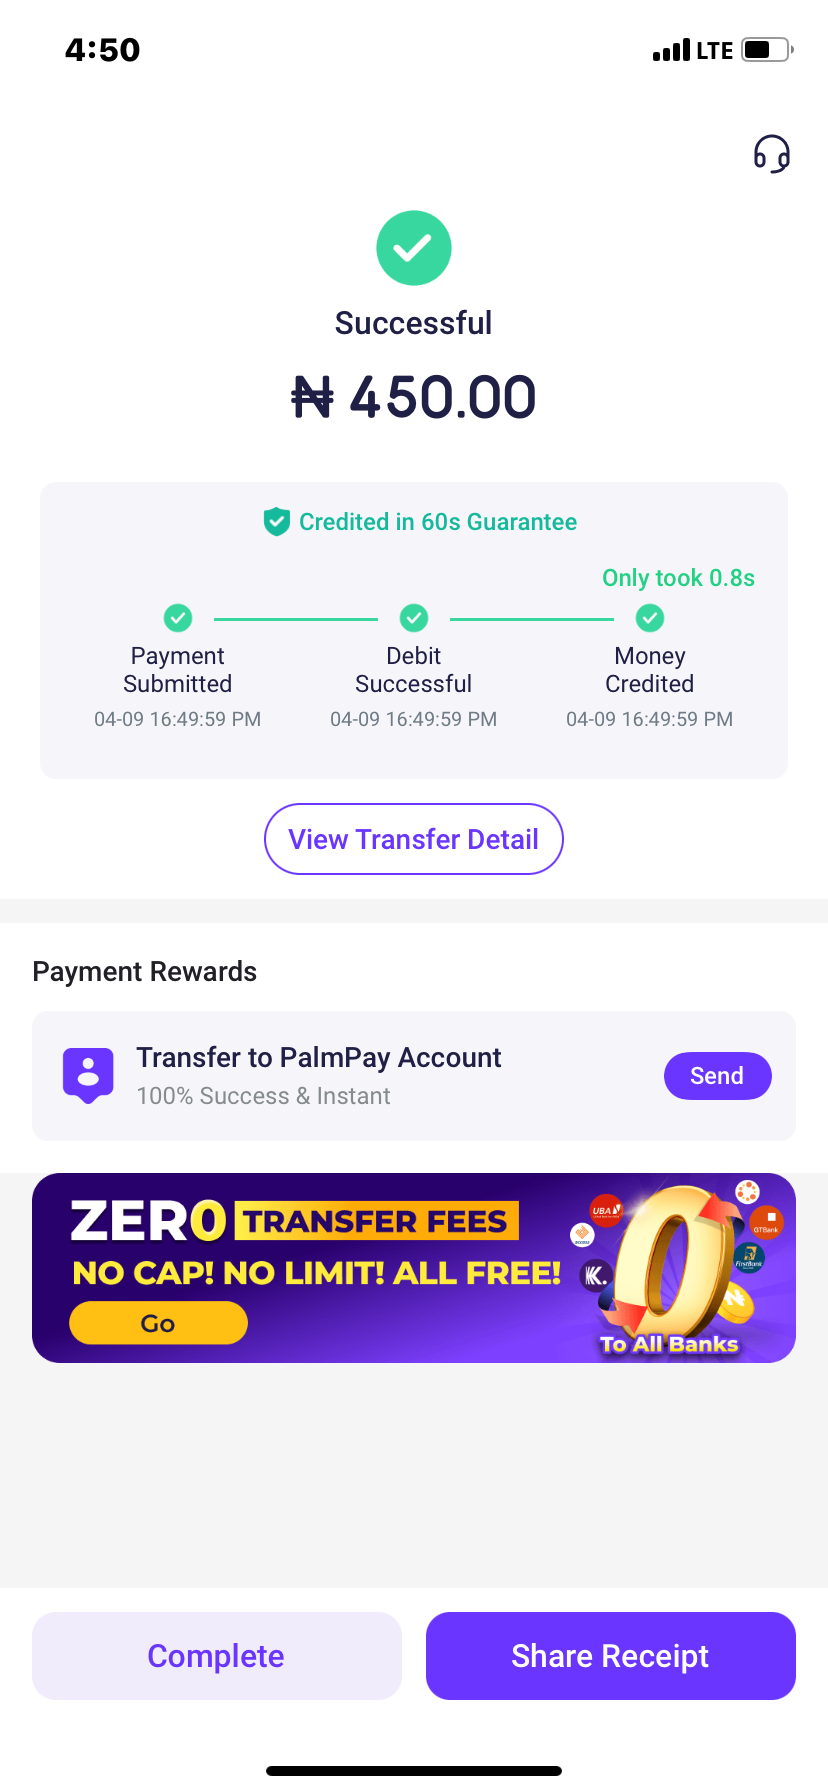 4:50
LTE
Successful
₦ 450.00
Credited in 60s Guarantee
Only took 0.8s
Payment Submitted
Debit Successful
Money Credited
04-09 16:49:59 PM
04-09 16:49:59 PM
04-09 16:49:59 PM
View Transfer Detail
Payment Rewards
Transfer to PalmPay Account
100% Success & Instant
Send
ZERO TRANSFER FEES
NO CAP! NO LIMIT! ALL FREE!
Go
UBA
access
GTBank
FirstBank
K.
N
To All Banks
Complete
Share Receipt